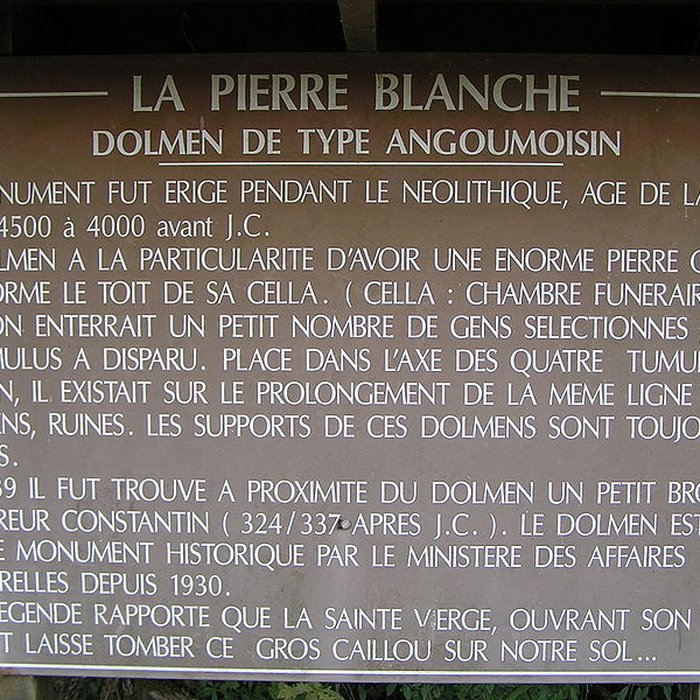 LA PIERRE BLANCHE
DOLMEN DE TYPE ANGOUMOISIN
NUMENT FUT ERIGE PENDANT LE NEOLITHIQUE, AGE DE LA
4500 à 4000 avant J.C.
LMEN A LA PARTICULARITE D'AVOIR UNE ENORME PIERRE
ORME LE TOIT DE SA CELLA. ( CELLA : CHAMBRE FUNERAIR
ON ENTERRAIT UN PETIT NOMBRE DE GENS SELECTIONNES
MULUS A DISPARU. PLACE DANS L'AXE DES QUATRE TUMU
N, IL EXISTAIT SUR LE PROLONGEMENT DE LA MEME LIGNE
ENS, RUINES. LES SUPPORTS DE CES DOLMENS SONT TOUJO
S.
39 IL FUT TROUVE A PROXIMITE DU DOLMEN UN PETIT BRO
REUR CONSTANTIN ( 324/337 APRES J.C. ). LE DOLMEN EST
E MONUMENT HISTORIQUE PAR LE MINISTERE DES AFFAIRES
RELLES DEPUIS 1930.
EGENDE RAPPORTE QUE LA SAINTE VIERGE, OUVRANT SON
T LAISSE TOMBER CE GROS CAILLOU SUR NOTRE SOL...